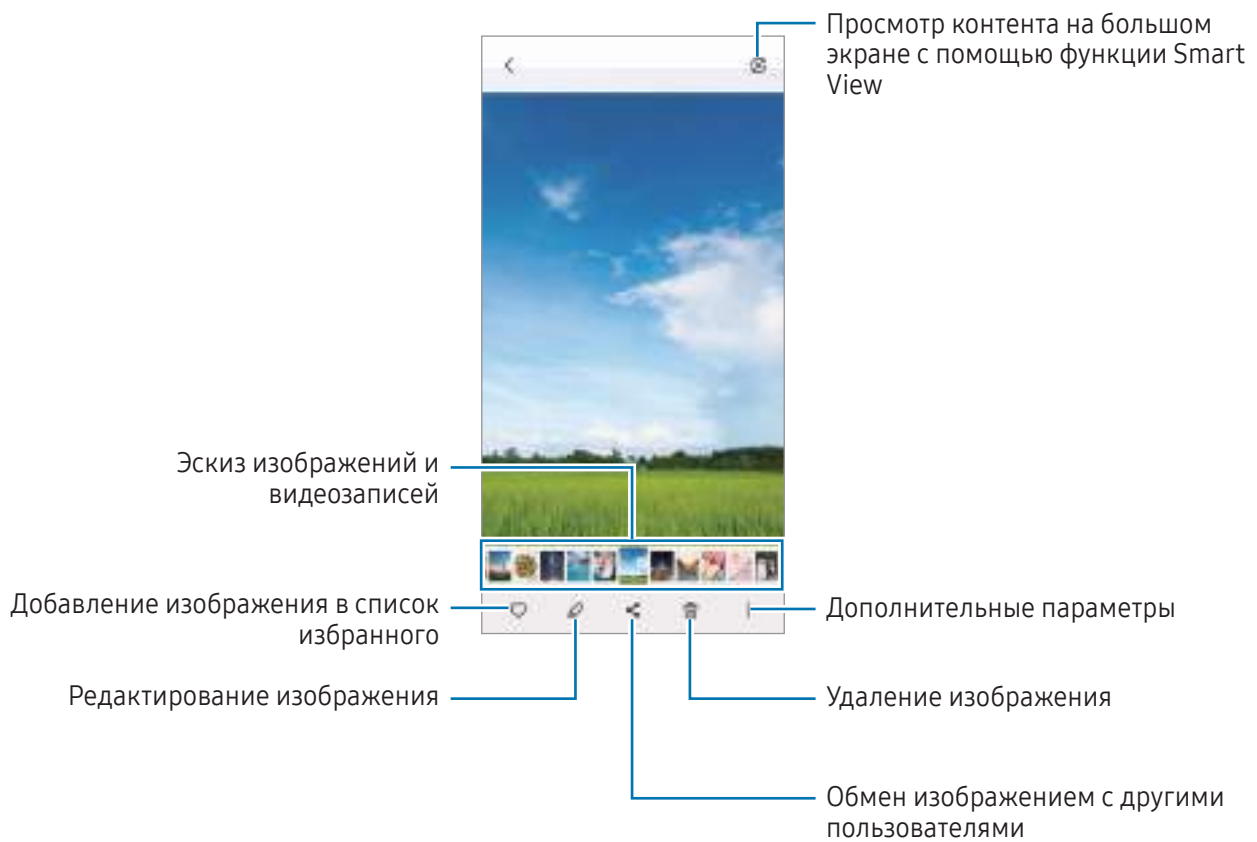 Просмотр контента на большом
экране с помощью функции Smart
View
Эскиз изображений и
видеозаписей
Добавление изображения в список
избранного
Дополнительные параметры
Редактирование изображения
Удаление изображения
Обмен изображением с другими
пользователями